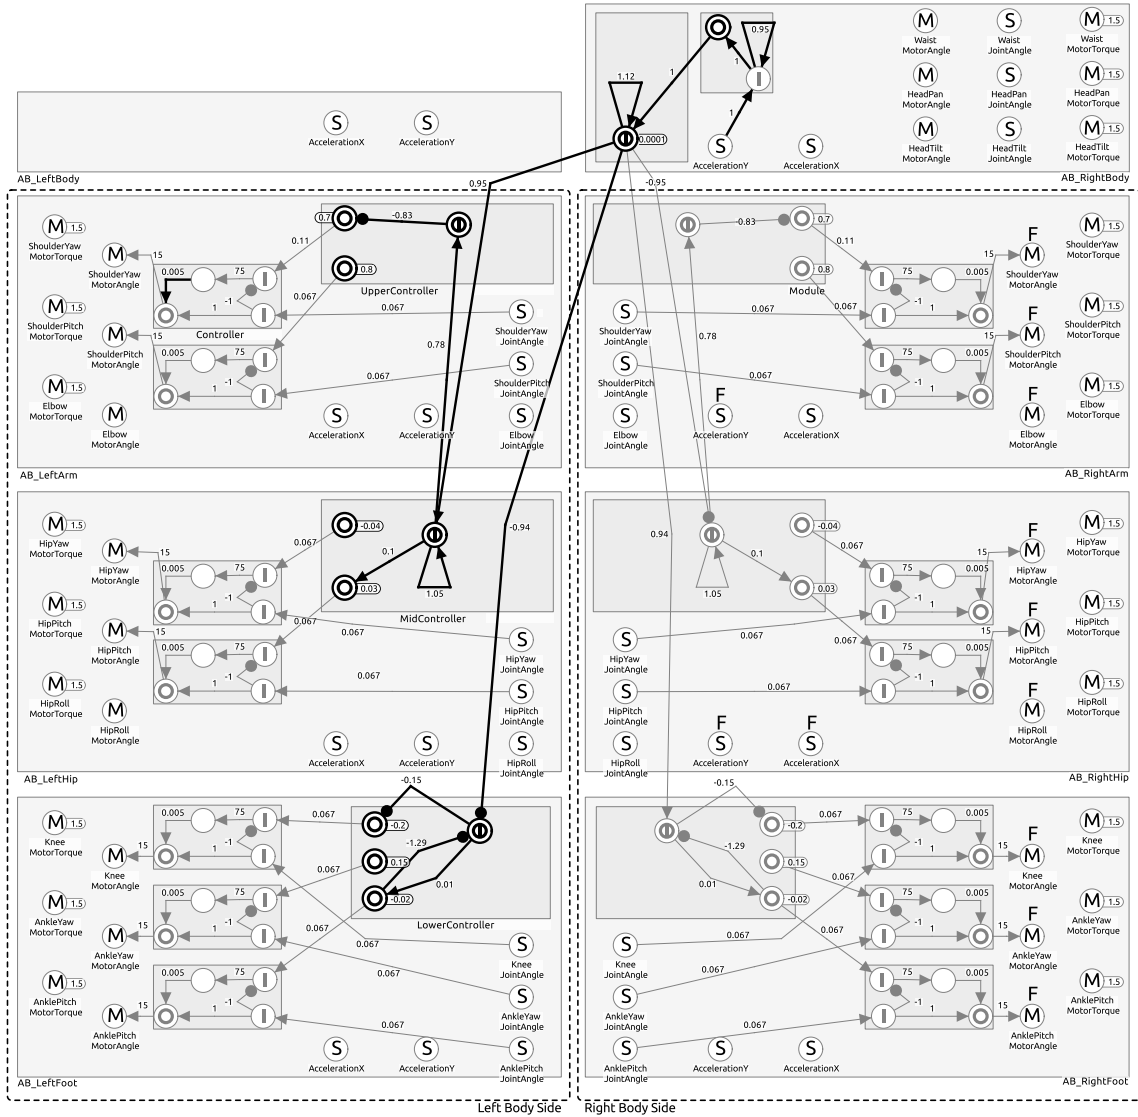 0.95
1
1
1
1.12
0.0001
S
AccelerationY
S
AccelerationX
M
Waist
MotorAngle
S
Waist
JointAngle
M 1.5
Waist
MotorTorque
M
HeadPan
MotorAngle
S
HeadPan
JointAngle
M 1.5
HeadPan
MotorTorque
M
HeadTilt
MotorAngle
S
HeadTilt
JointAngle
M 1.5
HeadTilt
MotorTorque
AB_RightBody
S
AccelerationX
S
AccelerationY
AB_LeftBody
0.95
-0.95
M 1.5
ShoulderYaw
MotorTorque
M
ShoulderYaw
MotorAngle
M 1.5
ShoulderPitch
MotorTorque
M
ShoulderPitch
MotorAngle
M 1.5
Elbow
MotorTorque
M
Elbow
MotorAngle
15
0.005
75
-1
1
Controller
15
0.005
75
-1
1
0.7
-0.83
0.8
UpperController
0.11
0.067
0.067
0.067
0.78
S
ShoulderYaw
JointAngle
S
ShoulderPitch
JointAngle
S
Elbow
JointAngle
S
AccelerationX
S
AccelerationY
AB_LeftArm
-0.83
0.7
0.8
Module
0.11
0.067
0.067
0.067
0.78
S
ShoulderYaw
JointAngle
S
ShoulderPitch
JointAngle
S
Elbow
JointAngle
F
S
AccelerationY
S
AccelerationX
75
0.005
-1
1
15
75
0.005
-1
1
15
F
M
ShoulderYaw
MotorAngle
F
M
ShoulderPitch
MotorAngle
F
M
Elbow
MotorAngle
M 1.5
ShoulderYaw
MotorTorque
M 1.5
ShoulderPitch
MotorTorque
M 1.5
Elbow
MotorTorque
AB_RightArm
M 1.5
HipYaw
MotorTorque
M
HipYaw
MotorAngle
M 1.5
HipPitch
MotorTorque
M
HipPitch
MotorAngle
M 1.5
HipRoll
MotorTorque
M
HipRoll
MotorAngle
15
0.005
75
-1
1
15
0.005
75
-1
1
-0.04
0.1
0.03
1.05
MidController
0.067
0.067
0.067
0.067
-0.94
S
HipYaw
JointAngle
S
HipPitch
JointAngle
S
HipRoll
JointAngle
S
AccelerationX
S
AccelerationY
AB_LeftHip
0.94
-0.04
0.1
0.03
1.05
0.067
0.067
0.067
0.067
S
HipYaw
JointAngle
S
HipPitch
JointAngle
S
HipRoll
JointAngle
F
S
AccelerationY
F
S
AccelerationX
75
0.005
-1
1
15
75
0.005
-1
1
15
F
M
HipYaw
MotorAngle
F
M
HipPitch
MotorAngle
F
M
HipRoll
MotorAngle
M 1.5
HipYaw
MotorTorque
M 1.5
HipPitch
MotorTorque
M 1.5
HipRoll
MotorTorque
AB_RightHip
M 1.5
Knee
MotorTorque
M
Knee
MotorAngle
M 1.5
AnkleYaw
MotorTorque
M
AnkleYaw
MotorAngle
M 1.5
AnklePitch
MotorTorque
M
AnklePitch
MotorAngle
15
0.005
75
-1
1
15
0.005
75
-1
1
15
0.005
75
-1
1
-0.15
-0.2
-1.29
0.15
0.01
-0.02
LowerController
0.067
0.067
0.067
0.067
0.067
0.067
S
Knee
JointAngle
S
AnkleYaw
JointAngle
S
AnklePitch
JointAngle
S
AccelerationX
S
AccelerationY
AB_LeftFoot
Left Body Side
-0.15
-0.2
-1.29
0.15
0.01
-0.02
0.067
0.067
0.067
0.067
0.067
0.067
S
Knee
JointAngle
S
AnkleYaw
JointAngle
S
AnklePitch
JointAngle
S
AccelerationY
S
AccelerationX
75
0.005
-1
1
15
75
0.005
-1
1
15
75
0.005
-1
1
15
F
M
Knee
MotorAngle
F
M
AnkleYaw
MotorAngle
F
M
AnklePitch
MotorAngle
M 1.5
Knee
MotorTorque
M 1.5
AnkleYaw
MotorTorque
M 1.5
AnklePitch
MotorTorque
AB_RightFoot
Right Body Side